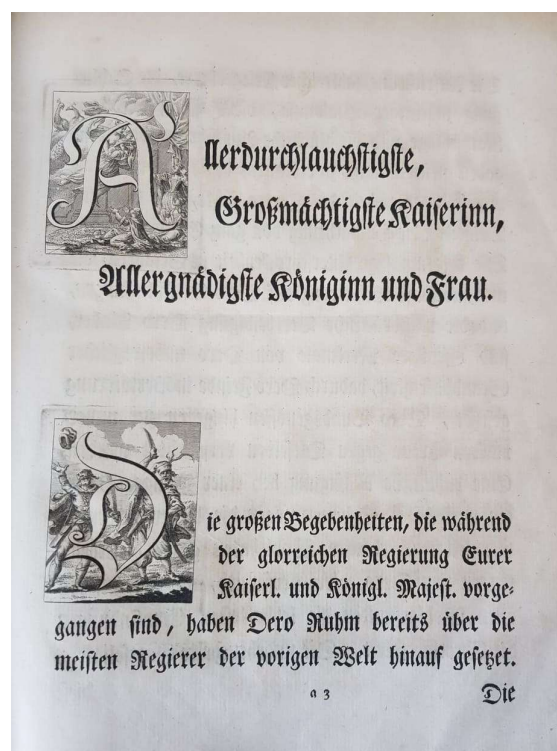 Allerdurchlauchstigste,
Großmächtigste Kaiserinn,
Allergnädigste Königinn und Frau.
Die großen Begebenheiten, die während
der glorreichen Regierung Eurer
Kaiserl. und Königl. Majest. vorge-
gangen sind, haben Dero Ruhm bereits über die
meisten Regierer der vorigen Welt hinauf gesetzet.
a 3
Die